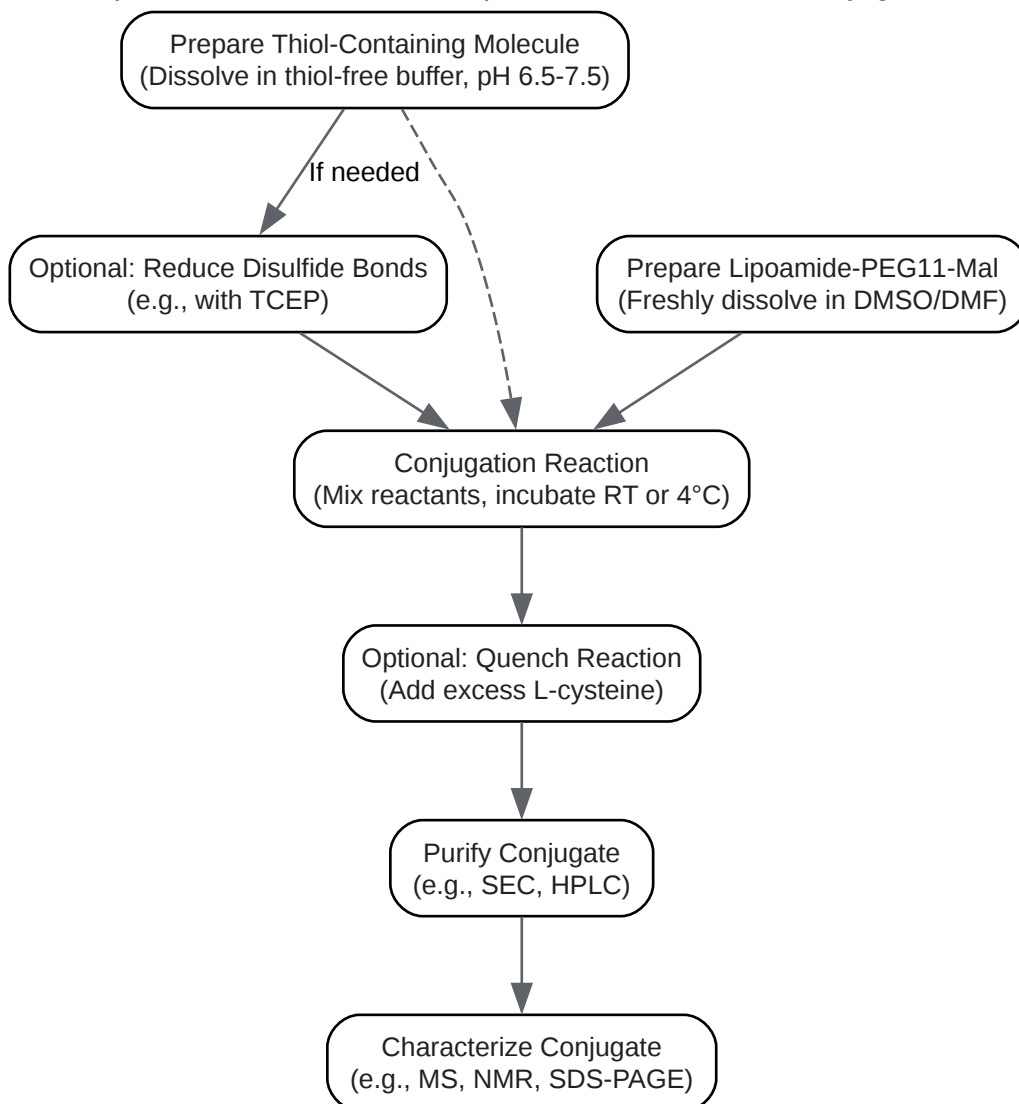 Prepare Thiol-Containing Molecule
(Dissolve in thiol-free buffer, pH 6.5-7.5)
If needed
Optional: Reduce Disulfide Bonds
(e.g., with TCEP)
Prepare Lipoamide-PEG11-Mal
(Freshly dissolve in DMSO/DMF)
Conjugation Reaction
(Mix reactants, incubate RT or 4°C)
Optional: Quench Reaction
(Add excess L-cysteine)
Purify Conjugate
(e.g., SEC, HPLC)
Characterize Conjugate
(e.g., MS, NMR, SDS-PAGE)